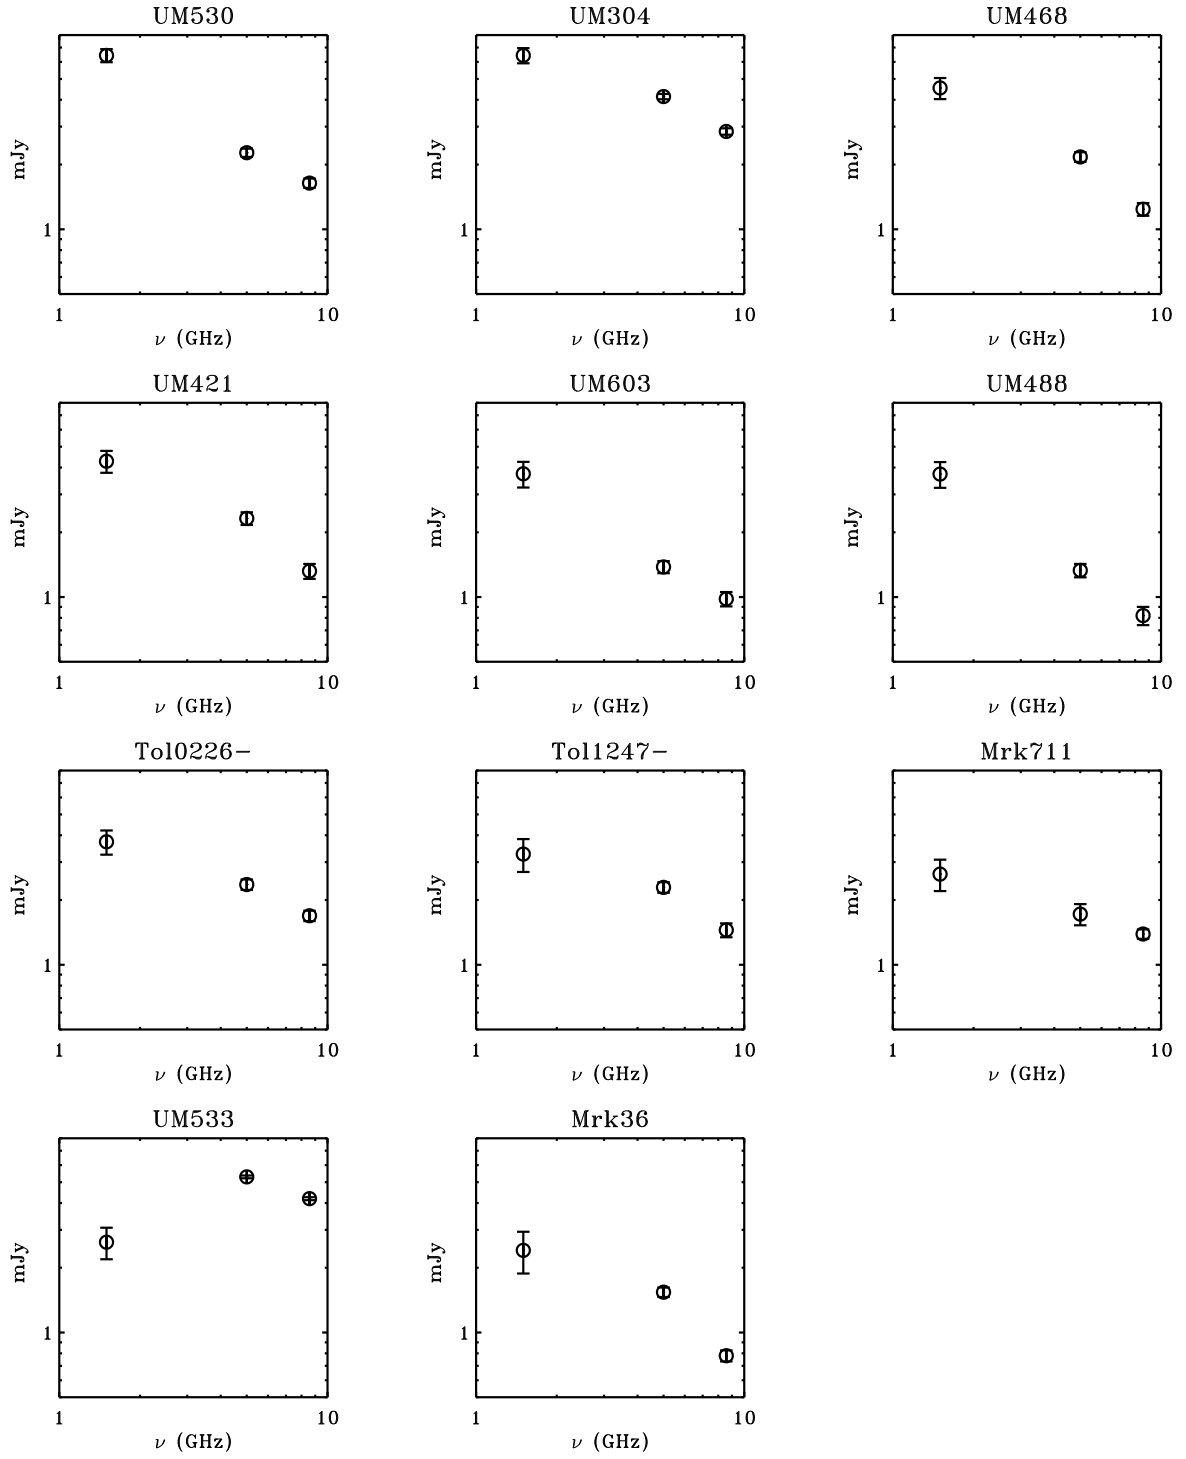 UM530 UM304 UM468
mJy mJy mJy
1 1 1
1 10 1 10 1 10
ν (GHz) ν (GHz) ν (GHz)
UM421 UM603 UM488
mJy mJy mJy
1 1 1
1 10 1 10 1 10
ν (GHz) ν (GHz) ν (GHz)
Tol0226− Tol1247− Mrk711
mJy mJy mJy
1 1 1
1 10 1 10 1 10
ν (GHz) ν (GHz) ν (GHz)
UM533 Mrk36
mJy mJy
1 1
1 10 1 10
ν (GHz) ν (GHz)